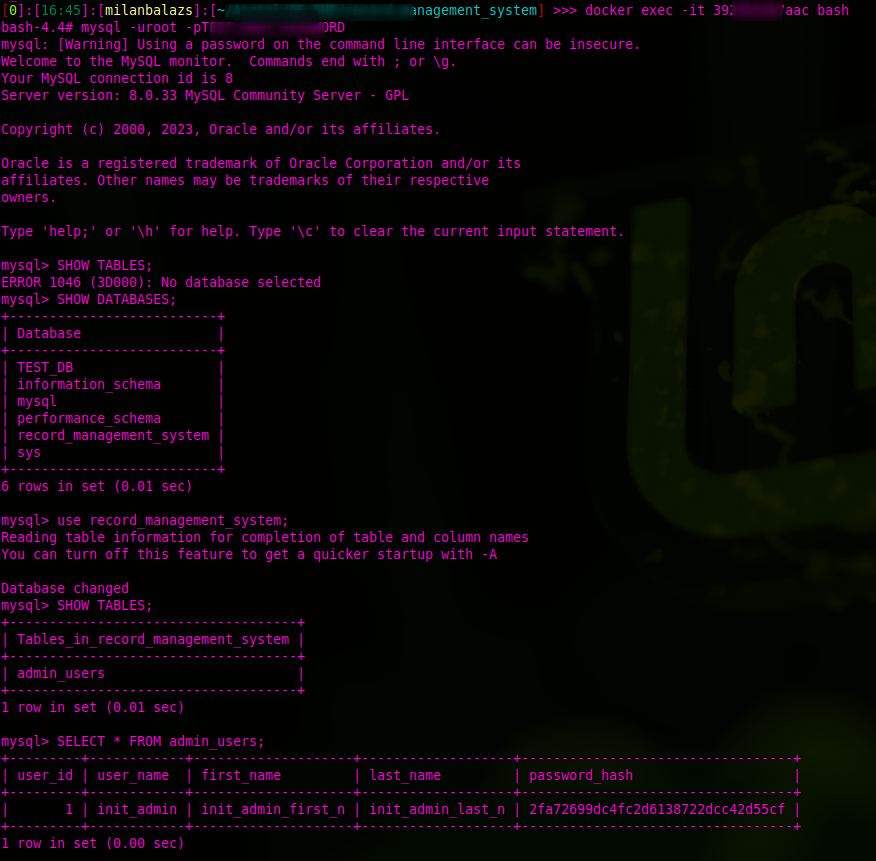 [0]:[16:45]:[milanbalazs]:[~/ anagement_system] >>> docker exec -it 392 aac bash
bash-4.4# mysql -uroot -pT ORD
mysql: [Warning] Using a password on the command line interface can be insecure.
Welcome to the MySQL monitor.  Commands end with ; or \g.
Your MySQL connection id is 8
Server version: 8.0.33 MySQL Community Server - GPL
Copyright (c) 2000, 2023, Oracle and/or its affiliates.
Oracle is a registered trademark of Oracle Corporation and/or its
affiliates. Other names may be trademarks of their respective
owners.
Type 'help;' or '\h' for help. Type '\c' to clear the current input statement.
mysql> SHOW TABLES;
ERROR 1046 (3D000): No database selected
mysql> SHOW DATABASES;
+--------------------------+
| Database                 |
+--------------------------+
| TEST_DB                  |
| information_schema       |
| mysql                    |
| performance_schema       |
| record_management_system |
| sys                      |
+--------------------------+
6 rows in set (0.01 sec)
mysql> use record_management_system;
Reading table information for completion of table and column names
You can turn off this feature to get a quicker startup with -A
Database changed
mysql> SHOW TABLES;
+------------------------------------+
| Tables_in_record_management_system |
+------------------------------------+
| admin_users                        |
+------------------------------------+
1 row in set (0.01 sec)
mysql> SELECT * FROM admin_users;
+---------+------------+--------------------+-------------------+----------------------------------+
| user_id | user_name  | first_name         | last_name         | password_hash                    |
+---------+------------+--------------------+-------------------+----------------------------------+
|       1 | init_admin | init_admin_first_n | init_admin_last_n | 2fa72699dc4fc2d6138722dcc42d55cf |
+---------+------------+--------------------+-------------------+----------------------------------+
1 row in set (0.00 sec)